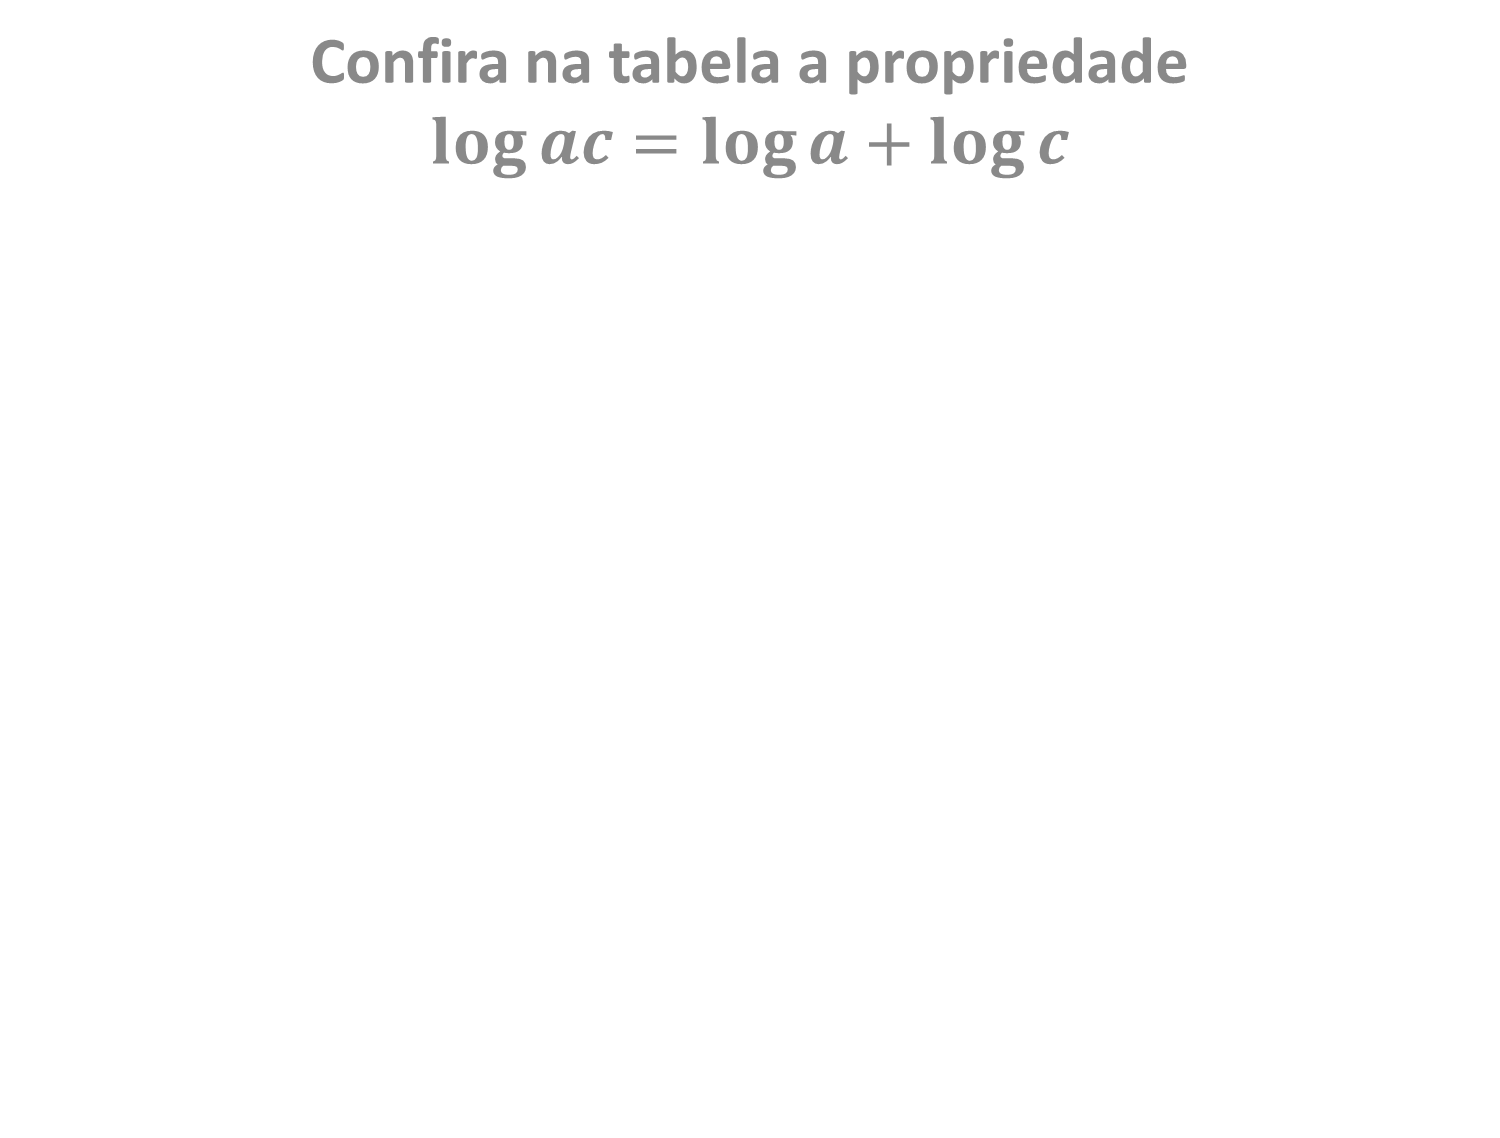 Confira na tabela a propriedade
log ac = log a + log c